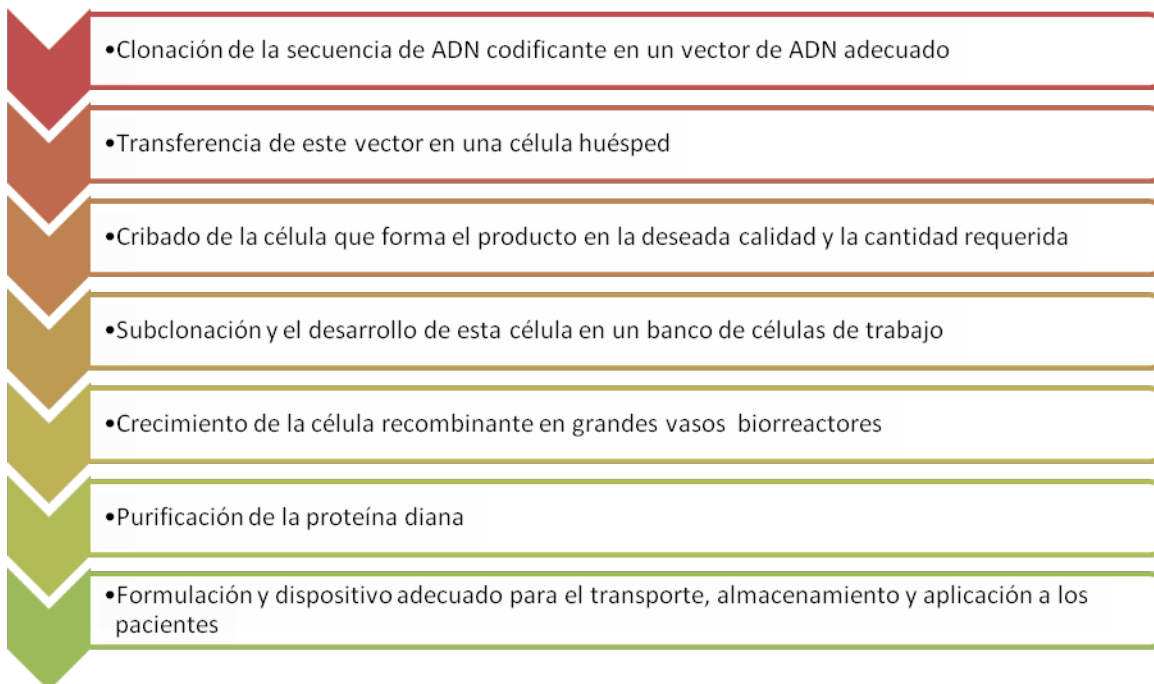 •Clonación de la secuencia de ADN codificante en un vector de ADN adecuado
•Transferencia de este vector en una célula huésped
•Cribado de la célula que forma el producto en la deseada calidad y la cantidad requerida
•Subclonación y el desarrollo de esta célula en un banco de células de trabajo
•Crecimiento de la célula recombinante en grandes vasos biorreactores
•Purificación de la proteína diana
•Formulación y dispositivo adecuado para el transporte, almacenamiento y aplicación a los
pacientes